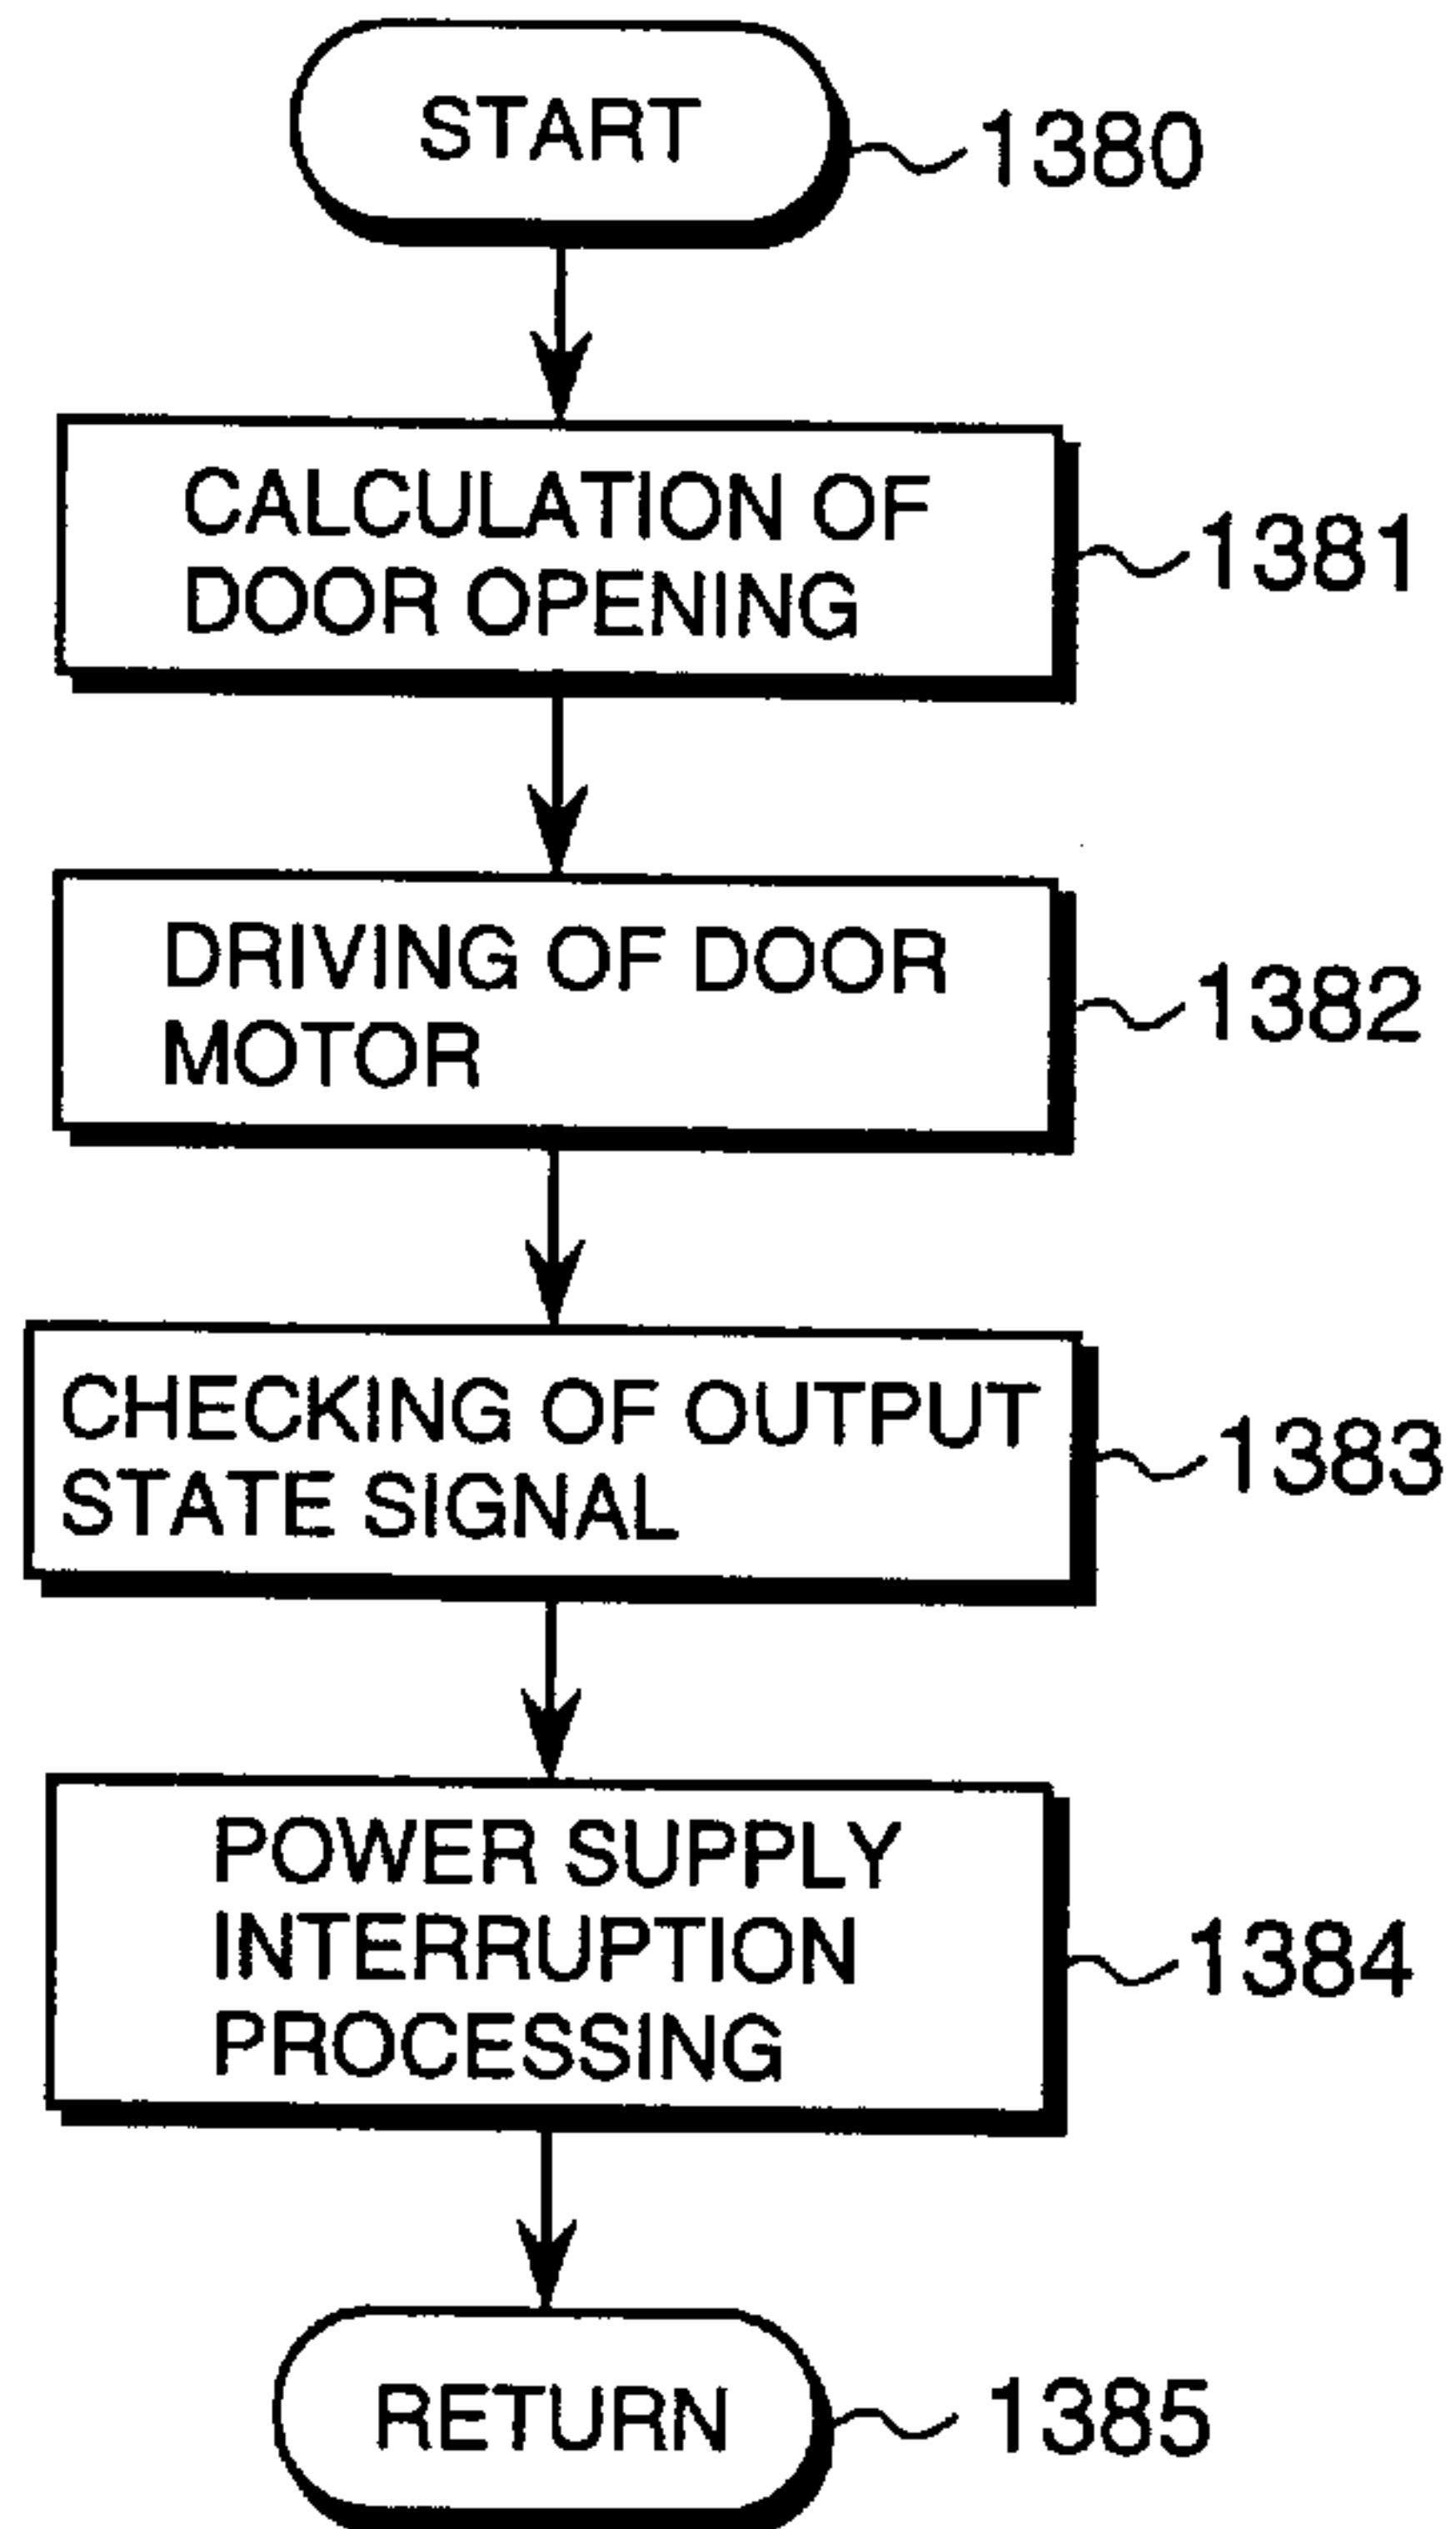 START
1380
CALCULATION OF
DOOR OPENING
1381
DRIVING OF DOOR
MOTOR
1382
CHECKING OF OUTPUT
STATE SIGNAL
1383
POWER SUPPLY
INTERRUPTION
PROCESSING
1384
RETURN
1385